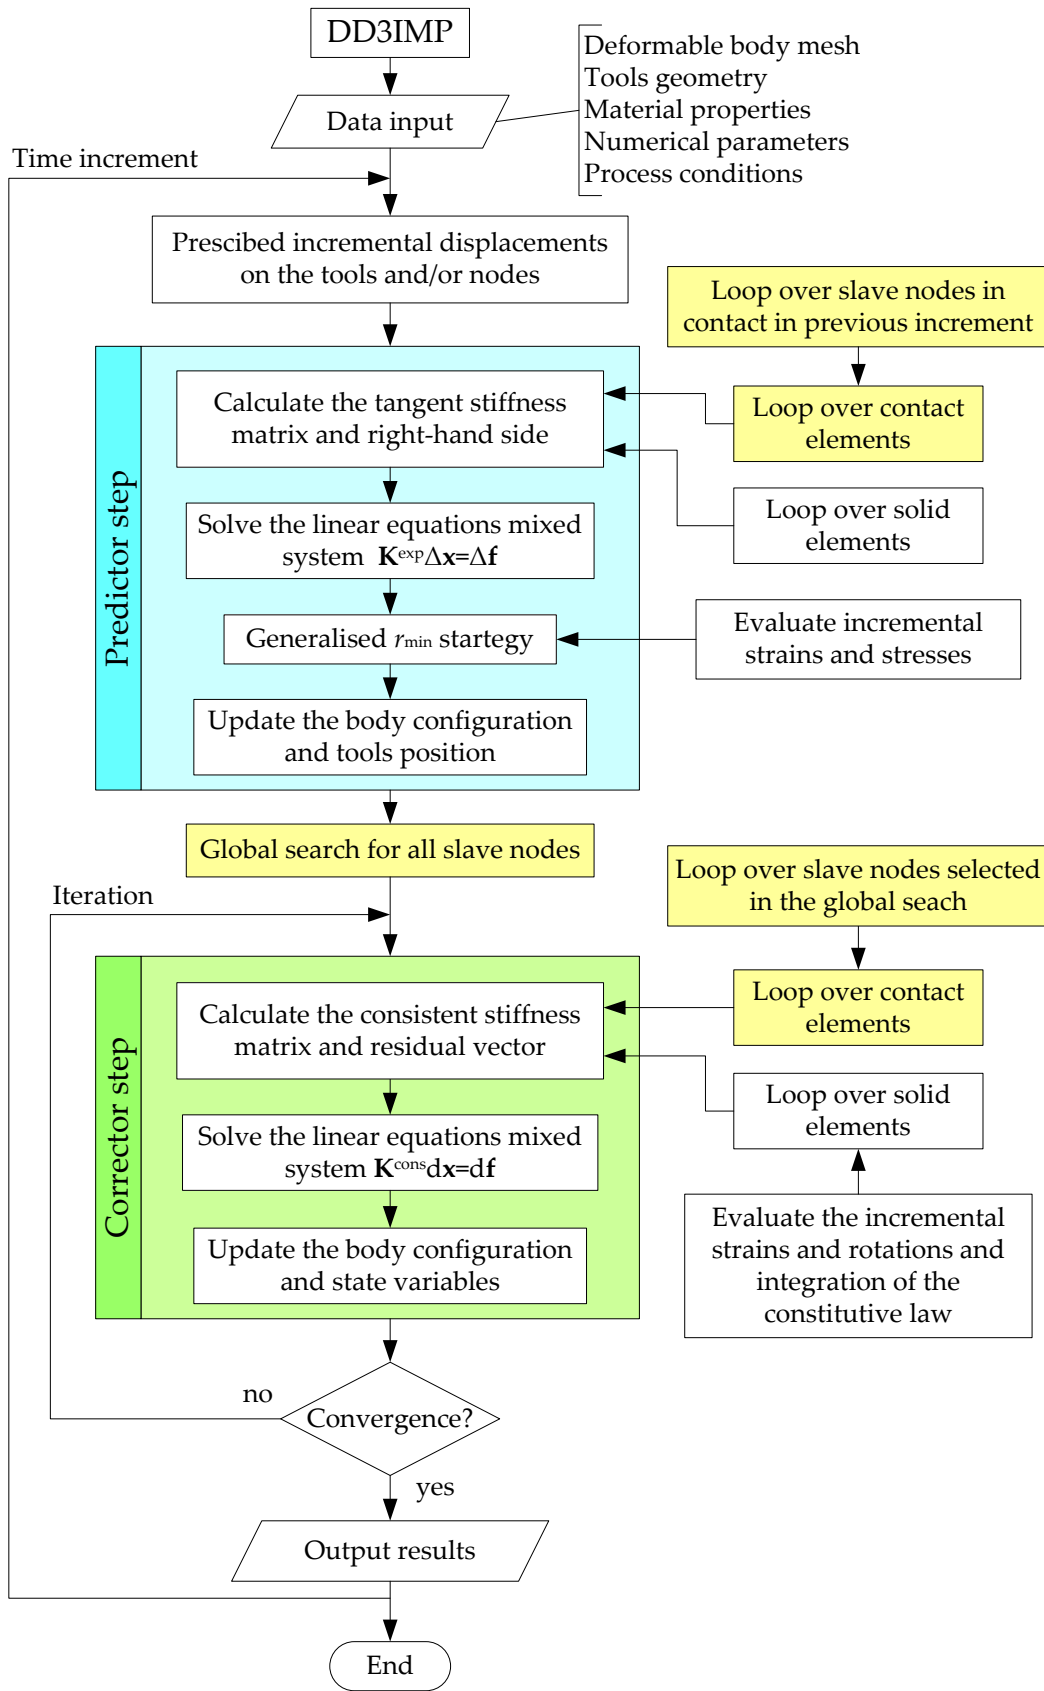 DD3IMP
Data input
Deformable body mesh
Tools geometry
Material properties
Numerical parameters
Process conditions
Time increment
Prescibed incremental displacements
on the tools and/or nodes
Loop over slave nodes in
contact in previous increment
Loop over contact
elements
Loop over solid
elements
Predictor step
Calculate the tangent stiffness
matrix and right-hand side
Solve the linear equations mixed
system K^exp Δx=Δf
Generalised r_min startegy
Evaluate incremental
strains and stresses
Update the body configuration
and tools position
Global search for all slave nodes
Iteration
Loop over slave nodes selected
in the global seach
Loop over contact
elements
Loop over solid
elements
Evaluate the incremental
strains and rotations and
integration of the
constitutive law
Corrector step
Calculate the consistent stiffness
matrix and residual vector
Solve the linear equations mixed
system K^cons dx=df
Update the body configuration
and state variables
Convergence?
no
yes
Output results
End